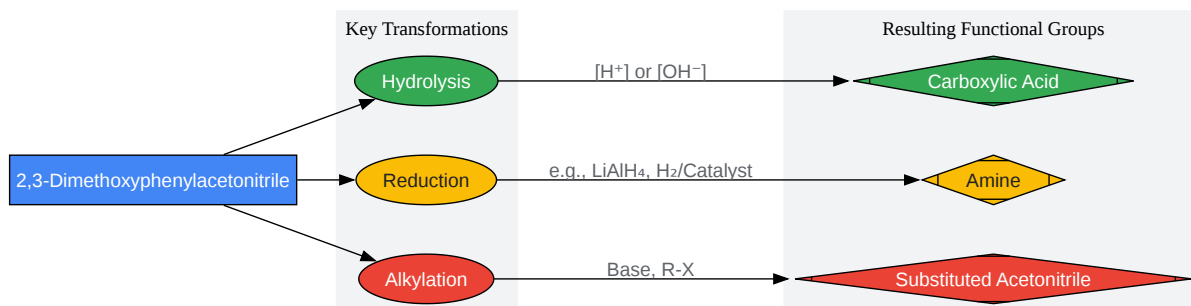 Key Transformations
Resulting Functional Groups
Hydrolysis
[H⁺] or [OH⁻]
Carboxylic Acid
2,3-Dimethoxyphenylacetonitrile
Reduction
e.g., LiAlH₄, H₂/Catalyst
Amine
Alkylation
Base, R-X
Substituted Acetonitrile